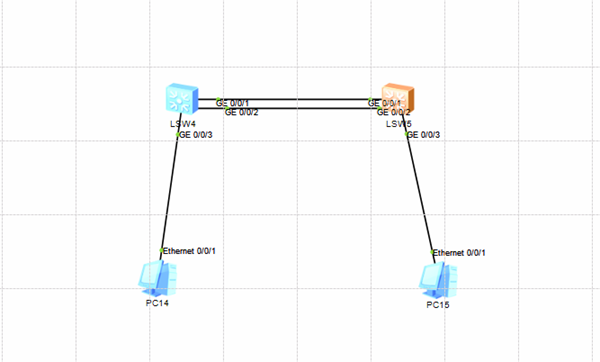 GE 0/0/1
GE 0/0/1
GE 0/0/2
GE 0/0/2
LSW4
LSW5
GE 0/0/3
GE 0/0/3
Ethernet 0/0/1
Ethernet 0/0/1
PC14
PC15